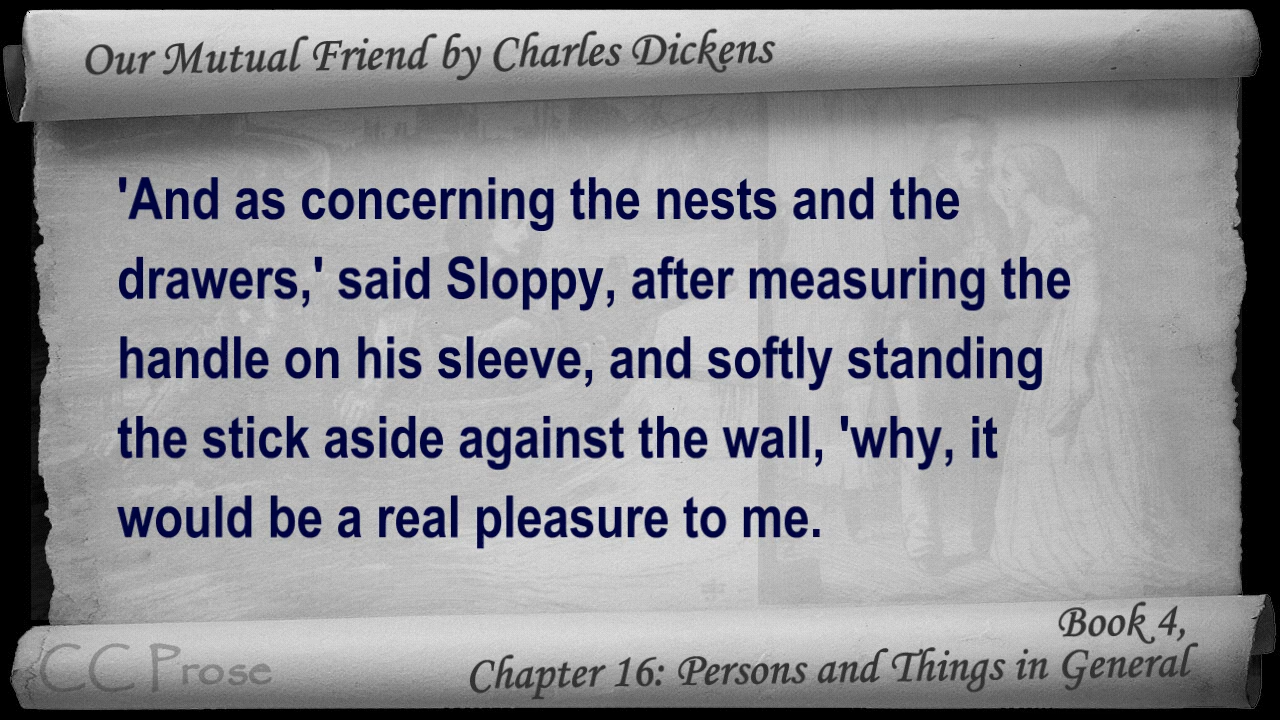 Our Mutual Friend by Charles Dickens
'And as concerning the nests and the
drawers,' said Sloppy, after measuring the
handle on his sleeve, and softly standing
the stick aside against the wall, 'why, it
would be a real pleasure to me.
Book 4,
CC Prose
Chapter 16: Persons and Things in General